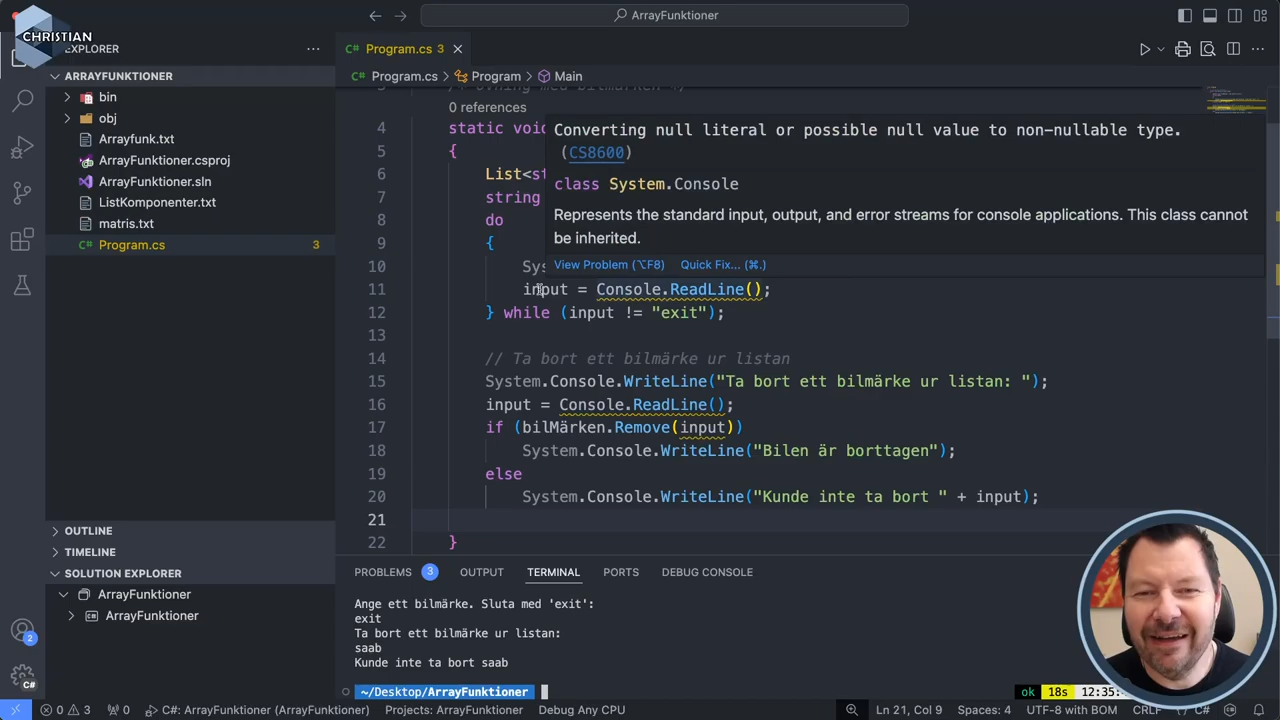 CHRISTIAN
ArrayFunktioner
EXPLORER
ARRAYFUNKTIONER
bin
obj
Arrayfunk.txt
ArrayFunktioner.csproj
ArrayFunktioner.sln
ListKomponenter.txt
matris.txt
C# Program.cs 3
OUTLINE
TIMELINE
SOLUTION EXPLORER
ArrayFunktioner
ArrayFunktioner
C# Program.cs 3
C# Program.cs > Program > Main
0 references
4 static void
5 {
6 List<st
7 string
8 do
9 {
10 Sys
11 input = Console.ReadLine();
12 } while (input != "exit");
13
14 // Ta bort ett bilmärke ur listan
15 System.Console.WriteLine("Ta bort ett bilmärke ur listan: ");
16 input = Console.ReadLine();
17 if (bilMärken.Remove(input))
18 System.Console.WriteLine("Bilen är borttagen");
19 else
20 System.Console.WriteLine("Kunde inte ta bort " + input);
21
22 }
Converting null literal or possible null value to non-nullable type.
(CS8600)
class System.Console
Represents the standard input, output, and error streams for console applications. This class cannot
be inherited.
View Problem (⌥F8) Quick Fix... (⌘.)
PROBLEMS 3 OUTPUT TERMINAL PORTS DEBUG CONSOLE
Ange ett bilmärke. Sluta med 'exit':
exit
Ta bort ett bilmärke ur listan:
saab
Kunde inte ta bort saab
~/Desktop/ArrayFunktioner
ok 18s 12:35:
2
C#
0 3 0 C#: ArrayFunktioner (ArrayFunktioner) Projects: ArrayFunktioner Debug Any CPU Ln 21, Col 9 Spaces: 4 UTF-8 with BOM CRLF C#